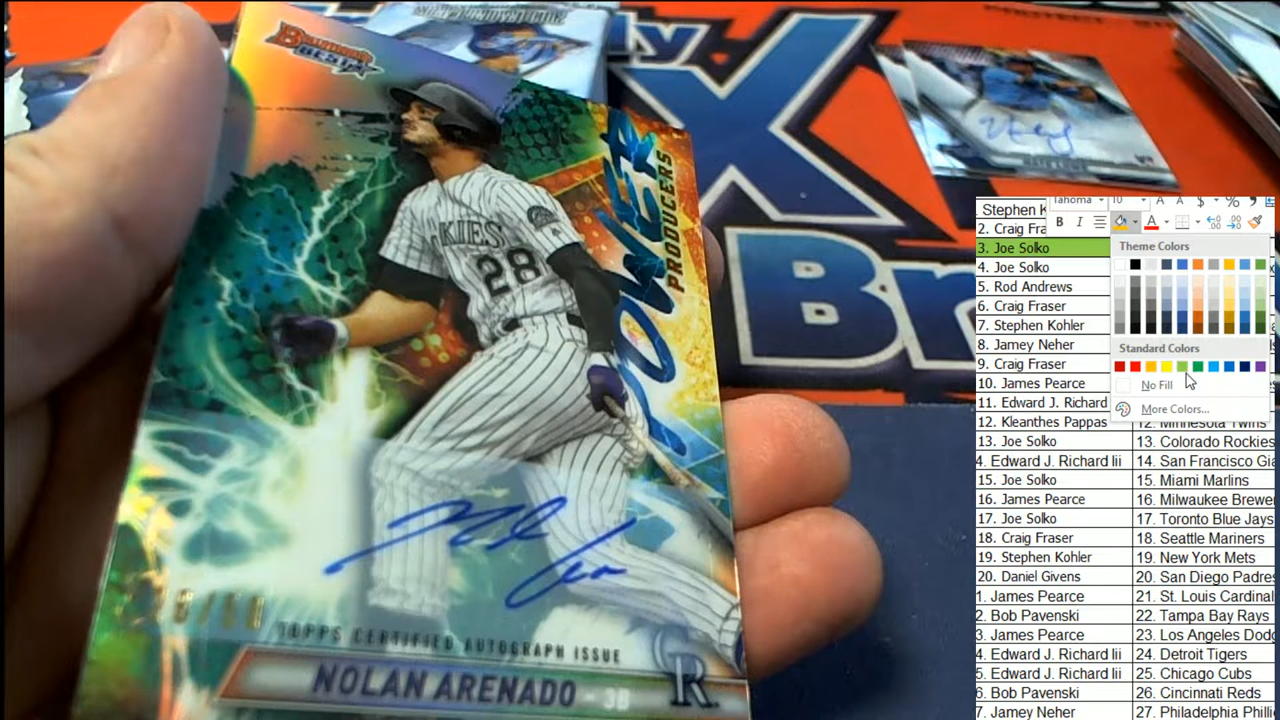 Bowman's
BEST
POWER
PRODUCERS
ROCKIES
28
TOPPS CERTIFIED AUTOGRAPH ISSUE
NOLAN ARENADO - 3B
R
X
Br
Tahoma
10
A A $ % ,
B I A
Theme Colors
Standard Colors
No Fill
More Colors...
Stephen K
2. Craig Fra
3. Joe Solko
4. Joe Solko
5. Rod Andrews
6. Craig Fraser
7. Stephen Kohler
8. Jamey Neher
9. Craig Fraser
10. James Pearce
11. Edward J. Richard
12. Kleanthes Pappas 12. Minnesota Twins
13. Joe Solko 13. Colorado Rockies
4. Edward J. Richard Iii 14. San Francisco Gia
15. Joe Solko 15. Miami Marlins
16. James Pearce 16. Milwaukee Brewe
17. Joe Solko 17. Toronto Blue Jays
18. Craig Fraser 18. Seattle Mariners
19. Stephen Kohler 19. New York Mets
20. Daniel Givens 20. San Diego Padres
1. James Pearce 21. St. Louis Cardinal
2. Bob Pavenski 22. Tampa Bay Rays
3. James Pearce 23. Los Angeles Dodg
4. Edward J. Richard Iii 24. Detroit Tigers
5. Edward J. Richard Iii 25. Chicago Cubs
6. Bob Pavenski 26. Cincinnati Reds
7. Jamey Neher 27. Philadelphia Philli